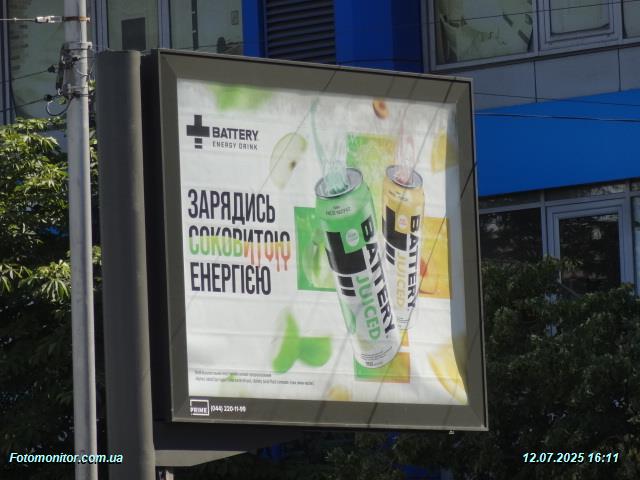 BATTERY
ENERGY DRINK
ЗАРЯДИСЬ
СОКОВИТОЮ
ЕНЕРГІЄЮ
BATTERY
JUICED
BATTERY
JUICED
PRIME (044) 220-11-99
Fotomonitor.com.ua
12.07.2025 16:11